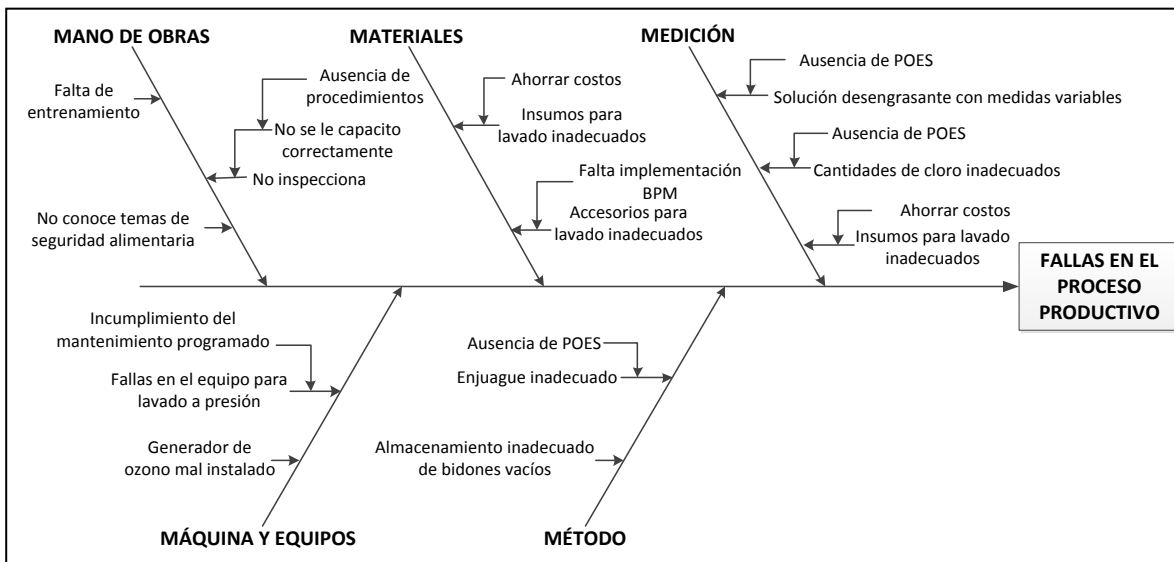 MANO DE OBRAS
Falta de
entrenamiento
Ausencia de
procedimientos
No se le capacito
correctamente
No inspecciona
No conoce temas de
seguridad alimentaria
MATERIALES
Ahorrar costos
Insumos para
lavado inadecuados
Falta implementación
BPM
Accesorios para
lavado inadecuados
MEDICIÓN
Ausencia de POES
Solución desengrasante con medidas variables
Ausencia de POES
Cantidades de cloro inadecuados
Ahorrar costos
Insumos para lavado
inadecuados
FALLAS EN EL
PROCESO
PRODUCTIVO
Incumplimiento del
mantenimiento programado
Fallas en el equipo para
lavado a presión
Generador de
ozono mal instalado
MÁQUINA Y EQUIPOS
Ausencia de POES
Enjuague inadecuado
Almacenamiento inadecuado
de bidones vacíos
MÉTODO